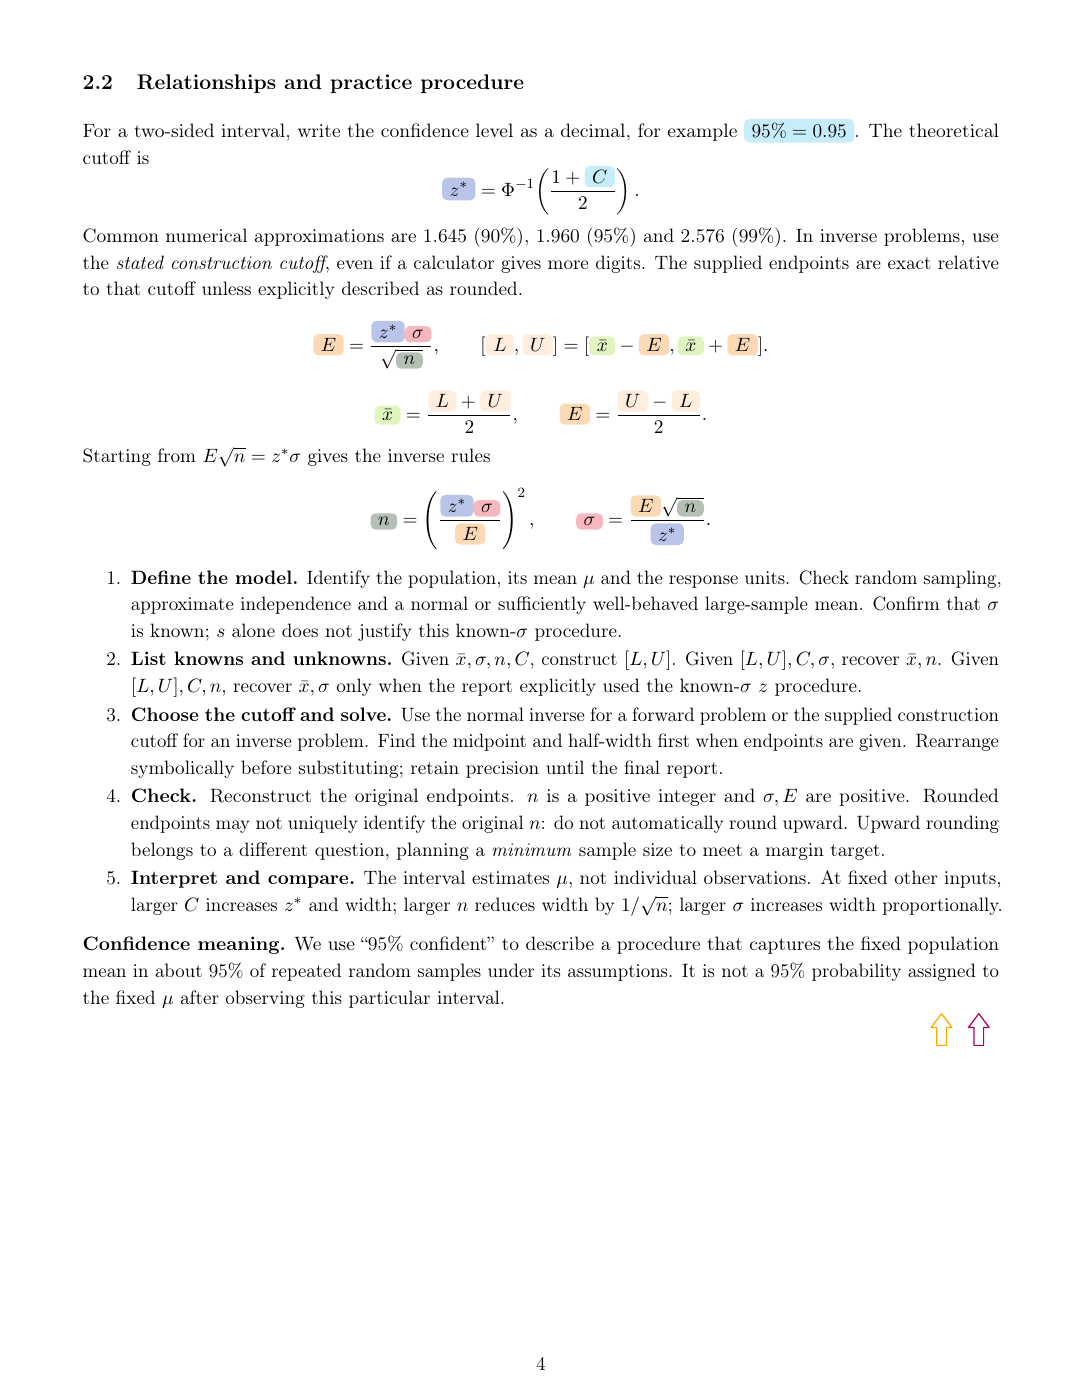 2.2 Relationships and practice procedure
For a two-sided interval, write the confidence level as a decimal, for example 95% = 0.95 . The theoretical
cutoff is
z* = Φ⁻¹( (1 + C) / 2 ) .
Common numerical approximations are 1.645 (90%), 1.960 (95%) and 2.576 (99%). In inverse problems, use
the stated construction cutoff, even if a calculator gives more digits. The supplied endpoints are exact relative
to that cutoff unless explicitly described as rounded.
E = z* σ / √n , [ L , U ] = [ x̄ − E , x̄ + E ].
x̄ = (L + U) / 2 , E = (U − L) / 2 .
Starting from E√n = z*σ gives the inverse rules
n = ( z* σ / E )² , σ = E √n / z* .
1. Define the model. Identify the population, its mean μ and the response units. Check random sampling,
approximate independence and a normal or sufficiently well-behaved large-sample mean. Confirm that σ
is known; s alone does not justify this known-σ procedure.
2. List knowns and unknowns. Given x̄, σ, n, C, construct [L, U]. Given [L, U], C, σ, recover x̄, n. Given
[L, U], C, n, recover x̄, σ only when the report explicitly used the known-σ z procedure.
3. Choose the cutoff and solve. Use the normal inverse for a forward problem or the supplied construction
cutoff for an inverse problem. Find the midpoint and half-width first when endpoints are given. Rearrange
symbolically before substituting; retain precision until the final report.
4. Check. Reconstruct the original endpoints. n is a positive integer and σ, E are positive. Rounded
endpoints may not uniquely identify the original n: do not automatically round upward. Upward rounding
belongs to a different question, planning a minimum sample size to meet a margin target.
5. Interpret and compare. The interval estimates μ, not individual observations. At fixed other inputs,
larger C increases z* and width; larger n reduces width by 1/√n; larger σ increases width proportionally.
Confidence meaning. We use “95% confident” to describe a procedure that captures the fixed population
mean in about 95% of repeated random samples under its assumptions. It is not a 95% probability assigned to
the fixed μ after observing this particular interval.
4